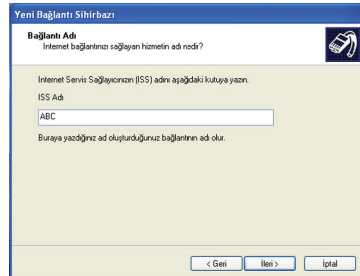 Yeni Bağlantı Sihirbazı
Bağlantı Adı
Internet bağlantınızı sağlayan hizmetin adı nedir?
Internet Servis Sağlayıcınızın (ISS) adını aşağıdaki kutuya yazın.
ISS Adı
ABC
Buraya yazdığınız ad oluşturduğunuz bağlantının adı olur.
< Geri
İleri >
İptal